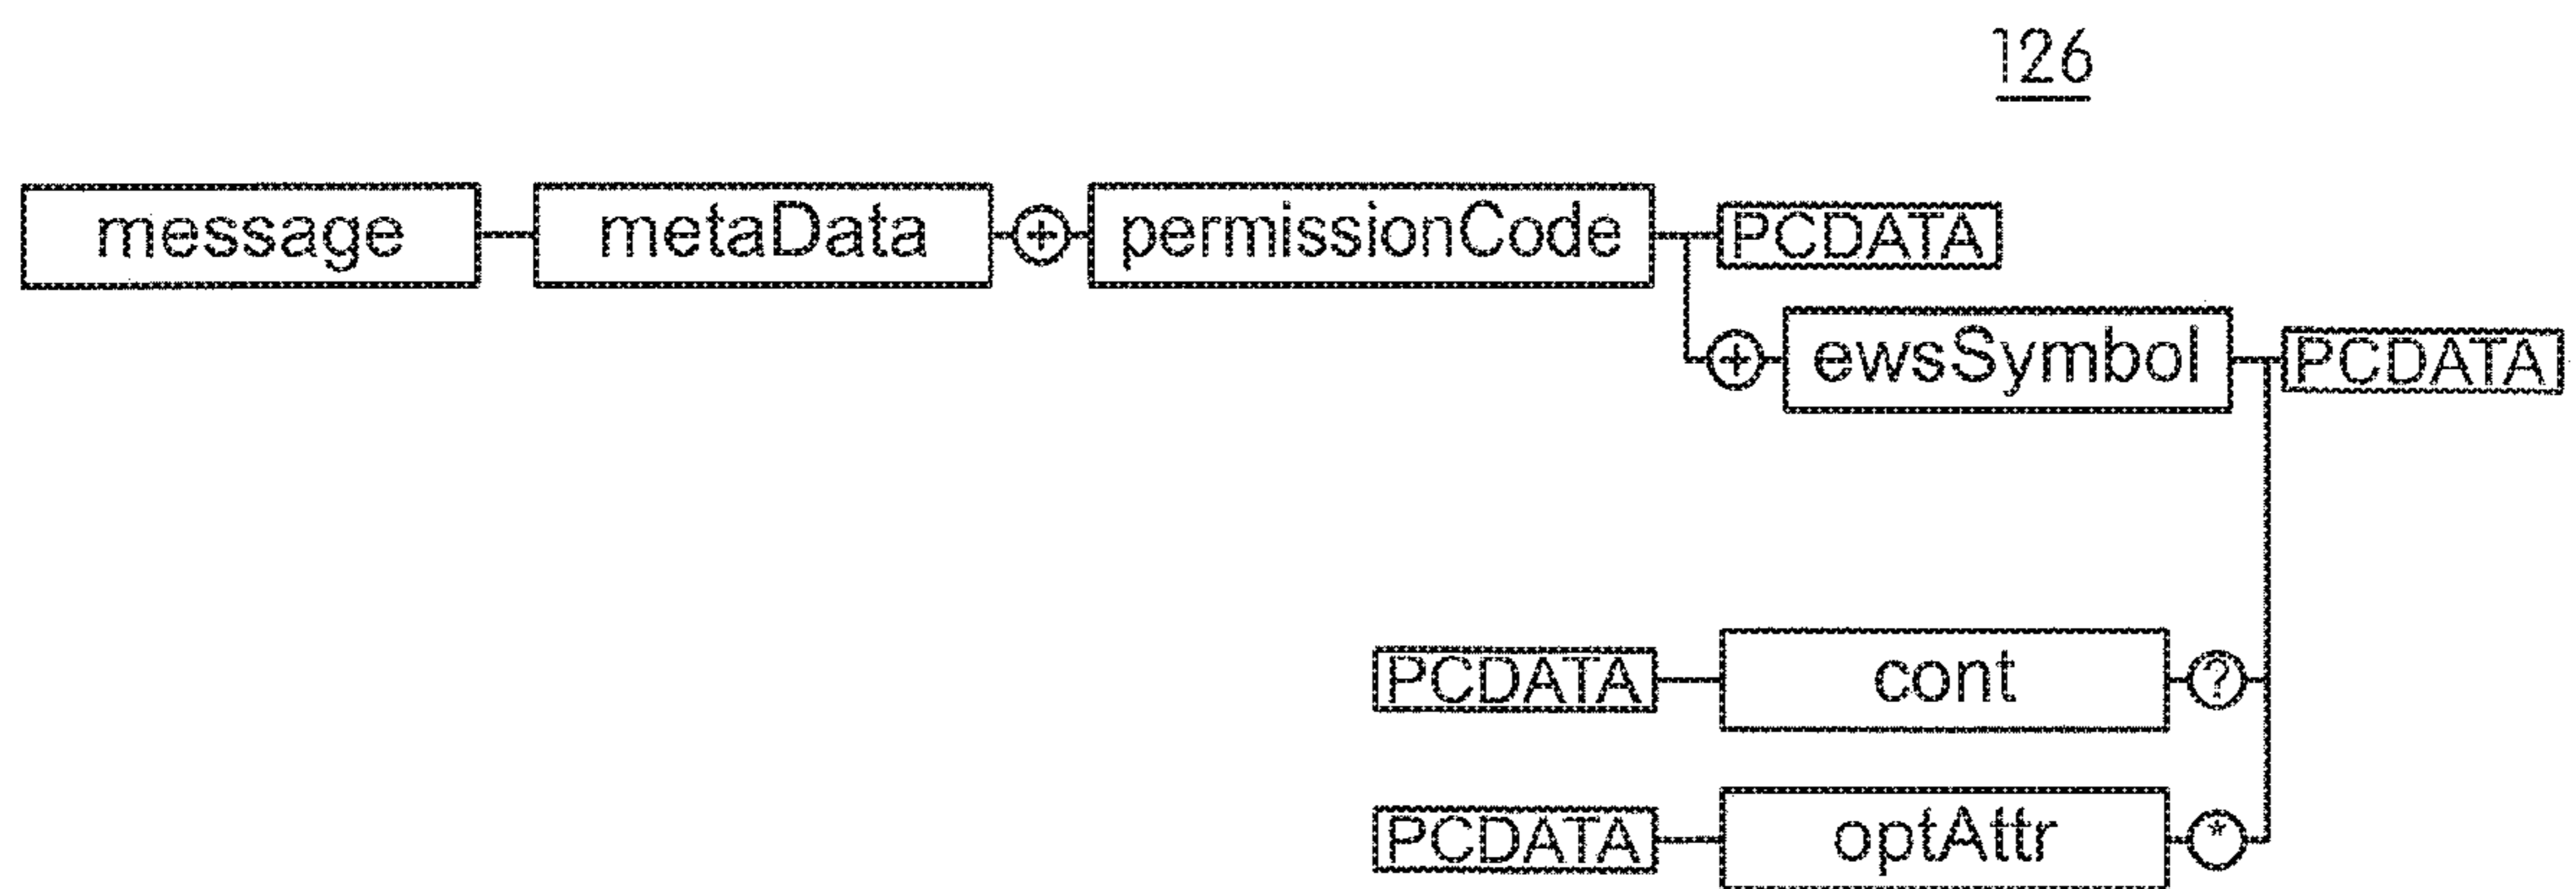 126
message metaData + permissionCode PCDATA
+ ewsSymbol PCDATA
PCDATA cont ?
PCDATA optAttr *